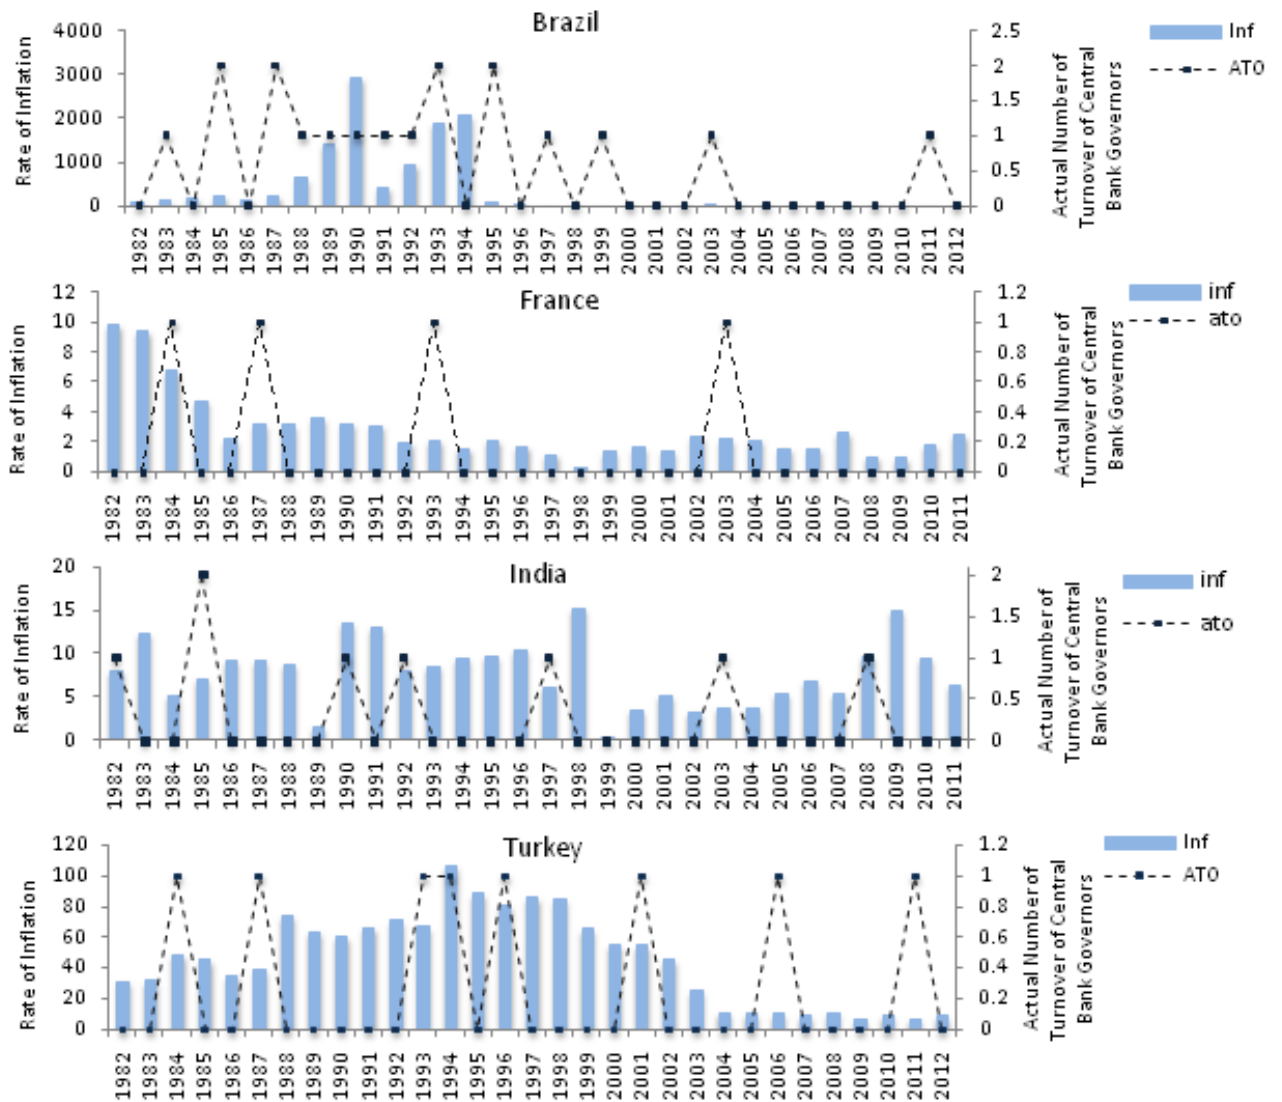 Brazil
Rate of Inflation
4000
3000
2000
1000
0
2.5
2
1.5
1
0.5
0
Actual Number of
Turnover of Central
Bank Governors
Inf
ATO
1982 1983 1984 1985 1986 1987 1988 1989 1990 1991 1992 1993 1994 1995 1996 1997 1998 1999 2000 2001 2002 2003 2004 2005 2006 2007 2008 2009 2010 2011 2012
France
Rate of Inflation
12
10
8
6
4
2
0
1.2
1
0.8
0.6
0.4
0.2
0
Actual Number of
Turnover of Central
Bank Governors
inf
ato
1982 1983 1984 1985 1986 1987 1988 1989 1990 1991 1992 1993 1994 1995 1996 1997 1998 1999 2000 2001 2002 2003 2004 2005 2006 2007 2008 2009 2010 2011
India
Rate of Inflation
20
15
10
5
0
2
1.5
1
0.5
0
Actual Number of
Turnover of Central
Bank Governors
inf
ato
1982 1983 1984 1985 1986 1987 1988 1989 1990 1991 1992 1993 1994 1995 1996 1997 1998 1999 2000 2001 2002 2003 2004 2005 2006 2007 2008 2009 2010 2011
Turkey
Rate of Inflation
120
100
80
60
40
20
0
1.2
1
0.8
0.6
0.4
0.2
0
Actual Number of
Turnover of Central
Bank Governors
Inf
ATO
1982 1983 1984 1985 1986 1987 1988 1989 1990 1991 1992 1993 1994 1995 1996 1997 1998 1999 2000 2001 2002 2003 2004 2005 2006 2007 2008 2009 2010 2011 2012